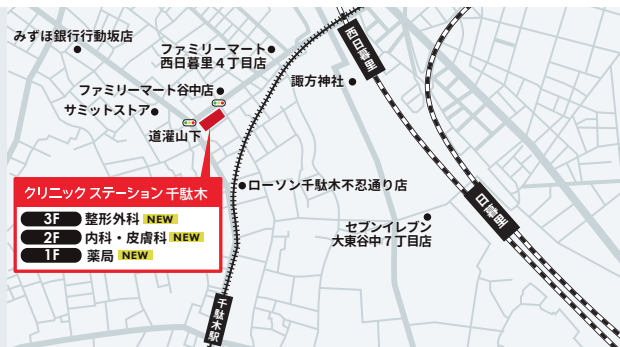 みずほ銀行行動坂店
ファミリーマート
西日暮里４丁目店
西日暮里
ファミリーマート谷中店
諏方神社
サミットストア
道灌山下
クリニックステーション千駄木
3F 整形外科 NEW
2F 内科・皮膚科 NEW
1F 薬局 NEW
ローソン千駄木不忍通り店
日暮里
セブンイレブン
大東谷中７丁目店
千駄木駅